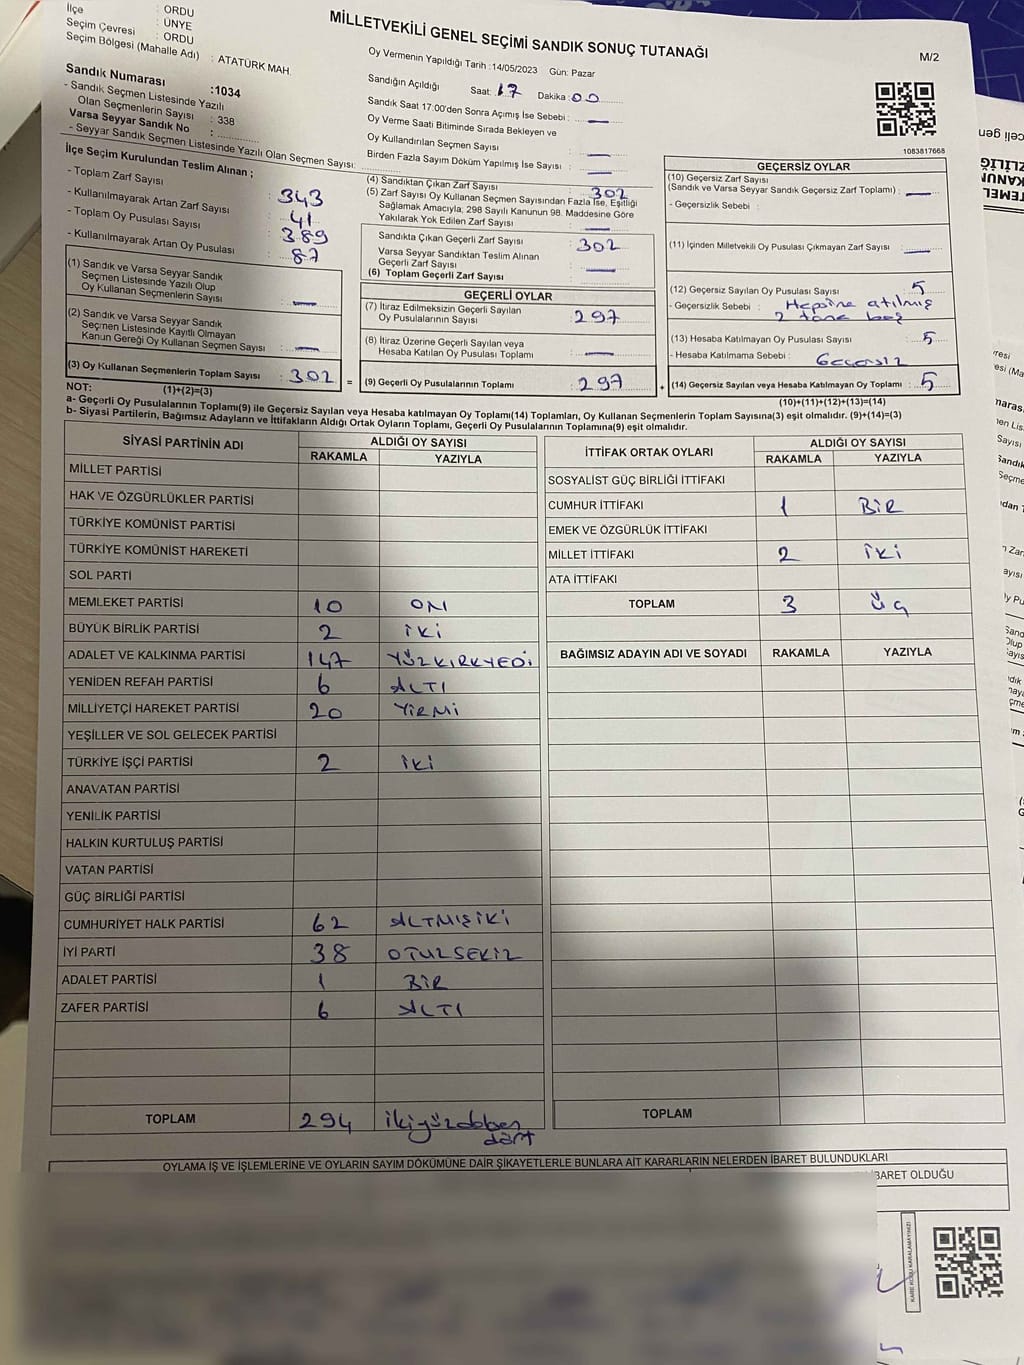 İlçe : ORDU
: ÜNYE
Seçim Çevresi : ORDU
Seçim Bölgesi (Mahalle Adı) : ATATÜRK MAH.
MİLLETVEKİLİ GENEL SEÇİMİ SANDIK SONUÇ TUTANAĞI
M/2
Oy Vermenin Yapıldığı Tarih :14/05/2023 Gün: Pazar
Sandığın Açıldığı Saat: 17 Dakika: 00
Sandık Saat 17:00'den Sonra Açımış İse Sebebi : —
Oy Verme Saati Bitiminde Sırada Bekleyen ve
Oy Kullandırılan Seçmen Sayısı : —
Birden Fazla Sayım Döküm Yapılmış İse Sayısı : —
Sandık Numarası :1034
- Sandık Seçmen Listesinde Yazılı
Olan Seçmenlerin Sayısı : 338
Varsa Seyyar Sandık No :
- Seyyar Sandık Seçmen Listesinde Yazılı Olan Seçmen Sayısı:
İlçe Seçim Kurulundan Teslim Alınan ;
- Toplam Zarf Sayısı : 343
- Kullanılmayarak Artan Zarf Sayısı : 41
- Toplam Oy Pusulası Sayısı : 389
- Kullanılmayarak Artan Oy Pusulası : 87
(1) Sandık ve Varsa Seyyar Sandık
Seçmen Listesinde Yazılı Olup
Oy Kullanan Seçmenlerin Sayısı : —
(2) Sandık ve Varsa Seyyar Sandık
Seçmen Listesinde Kayıtlı Olmayan
Kanun Gereği Oy Kullanan Seçmen Sayısı : —
(3) Oy Kullanan Seçmenlerin Toplam Sayısı : 302 =
(1)+(2)=(3)
(4) Sandıktan Çıkan Zarf Sayısı : 302
(5) Zarf Sayısı Oy Kullanan Seçmen Sayısından Fazla İse, Eşitliği
Sağlamak Amacıyla, 298 Sayılı Kanunun 98. Maddesine Göre
Yakılarak Yok Edilen Zarf Sayısı : —
Sandıkta Çıkan Geçerli Zarf Sayısı : 302
Varsa Seyyar Sandıktan Teslim Alınan
Geçerli Zarf Sayısı : —
(6) Toplam Geçerli Zarf Sayısı
GEÇERLİ OYLAR
(7) İtiraz Edilmeksizin Geçerli Sayılan
Oy Pusulalarının Sayısı : 297
(8) İtiraz Üzerine Geçerli Sayılan veya
Hesaba Katılan Oy Pusulası Toplamı : —
(9) Geçerli Oy Pusulalarının Toplamı : 297 +
1083817668
GEÇERSİZ OYLAR
(10) Geçersiz Zarf Sayısı
(Sandık ve Varsa Seyyar Sandık Geçersiz Zarf Toplamı) : —
- Geçersizlik Sebebi :
(11) İçinden Milletvekili Oy Pusulası Çıkmayan Zarf Sayısı : —
(12) Geçersiz Sayılan Oy Pusulası Sayısı : 5
- Geçersizlik Sebebi : Hepsine atılmış
2 tane boş
(13) Hesaba Katılmayan Oy Pusulası Sayısı : 5
- Hesaba Katılmama Sebebi : Geçersiz
(14) Geçersiz Sayılan veya Hesaba Katılmayan Oy Toplamı : 5
(10)+(11)+(12)+(13)=(14)
NOT:
a- Geçerli Oy Pusulalarının Toplamı(9) ile Geçersiz Sayılan veya Hesaba katılmayan Oy Toplamı(14) Toplamları, Oy Kullanan Seçmenlerin Toplam Sayısına(3) eşit olmalıdır. (9)+(14)=(3)
b- Siyasi Partilerin, Bağımsız Adayların ve İttifakların Aldığı Ortak Oyların Toplamı, Geçerli Oy Pusulalarının Toplamına(9) eşit olmalıdır.
SİYASİ PARTİNİN ADI ALDIĞI OY SAYISI
RAKAMLA YAZIYLA
MİLLET PARTİSİ
HAK VE ÖZGÜRLÜKLER PARTİSİ
TÜRKİYE KOMÜNİST PARTİSİ
TÜRKİYE KOMÜNİST HAREKETİ
SOL PARTİ
MEMLEKET PARTİSİ 10 ON
BÜYÜK BİRLİK PARTİSİ 2 İKİ
ADALET VE KALKINMA PARTİSİ 147 YÜZKIRKYEDİ
YENİDEN REFAH PARTİSİ 6 ALTI
MİLLİYETÇİ HAREKET PARTİSİ 20 YİRMİ
YEŞİLLER VE SOL GELECEK PARTİSİ
TÜRKİYE İŞÇİ PARTİSİ 2 İKİ
ANAVATAN PARTİSİ
YENİLİK PARTİSİ
HALKIN KURTULUŞ PARTİSİ
VATAN PARTİSİ
GÜÇ BİRLİĞİ PARTİSİ
CUMHURİYET HALK PARTİSİ 62 ALTMIŞİKİ
İYİ PARTİ 38 OTUZSEKİZ
ADALET PARTİSİ 1 BİR
ZAFER PARTİSİ 6 ALTI
TOPLAM 294 ikiyüzdoksen
dört
İTTİFAK ORTAK OYLARI ALDIĞI OY SAYISI
RAKAMLA YAZIYLA
SOSYALİST GÜÇ BİRLİĞİ İTTİFAKI
CUMHUR İTTİFAKI 1 BİR
EMEK VE ÖZGÜRLÜK İTTİFAKI
MİLLET İTTİFAKI 2 İKİ
ATA İTTİFAKI
TOPLAM 3 ÜÇ
BAĞIMSIZ ADAYIN ADI VE SOYADI RAKAMLA YAZIYLA
TOPLAM
OYLAMA İŞ VE İŞLEMLERİNE VE OYLARIN SAYIM DÖKÜMÜNE DAİR ŞİKAYETLERLE BUNLARA AİT KARARLARIN NELERDEN İBARET BULUNDUKLARI
BARET OLDUĞU
KARE KODU KARALAMAYINIZ!